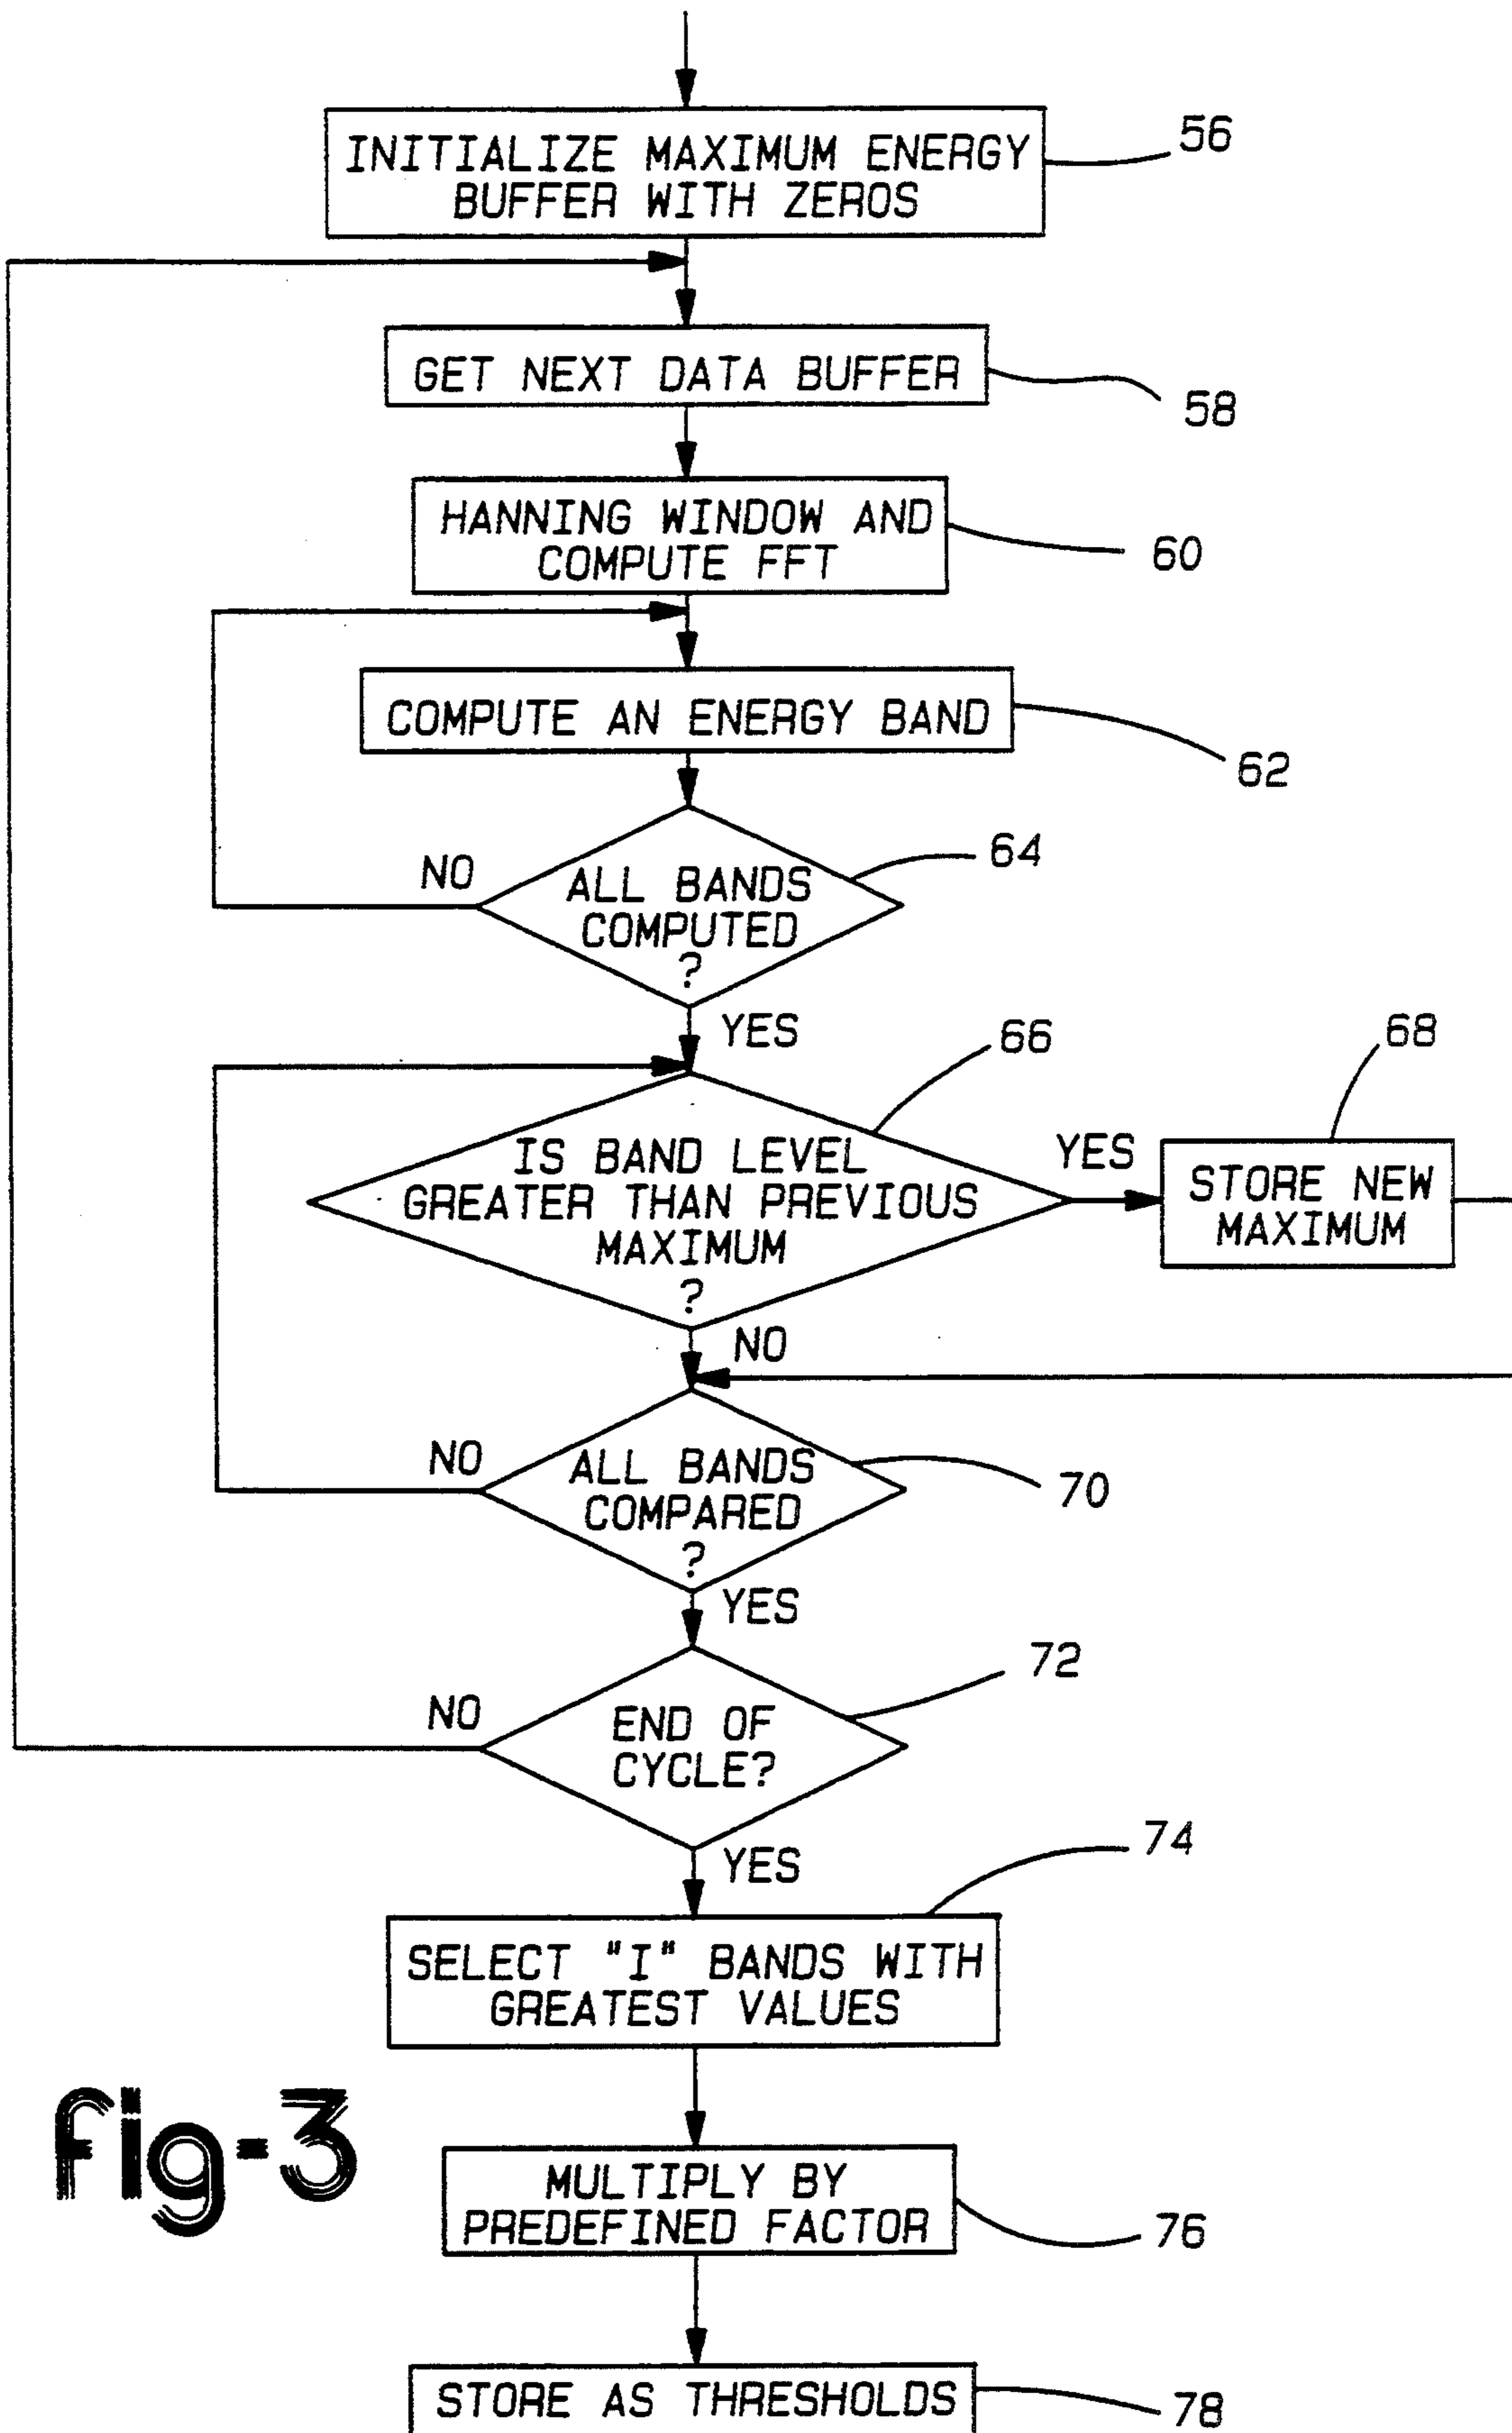 INITIALIZE MAXIMUM ENERGY
BUFFER WITH ZEROS
56
GET NEXT DATA BUFFER
58
HANNING WINDOW AND
COMPUTE FFT
60
COMPUTE AN ENERGY BAND
62
64
NO
ALL BANDS
COMPUTED
?
YES
66
68
IS BAND LEVEL
GREATER THAN PREVIOUS
MAXIMUM
?
YES
STORE NEW
MAXIMUM
NO
NO
ALL BANDS
COMPARED
?
70
YES
72
NO
END OF
CYCLE?
YES
74
SELECT "I" BANDS WITH
GREATEST VALUES
fig-3
MULTIPLY BY
PREDEFINED FACTOR
76
STORE AS THRESHOLDS
78